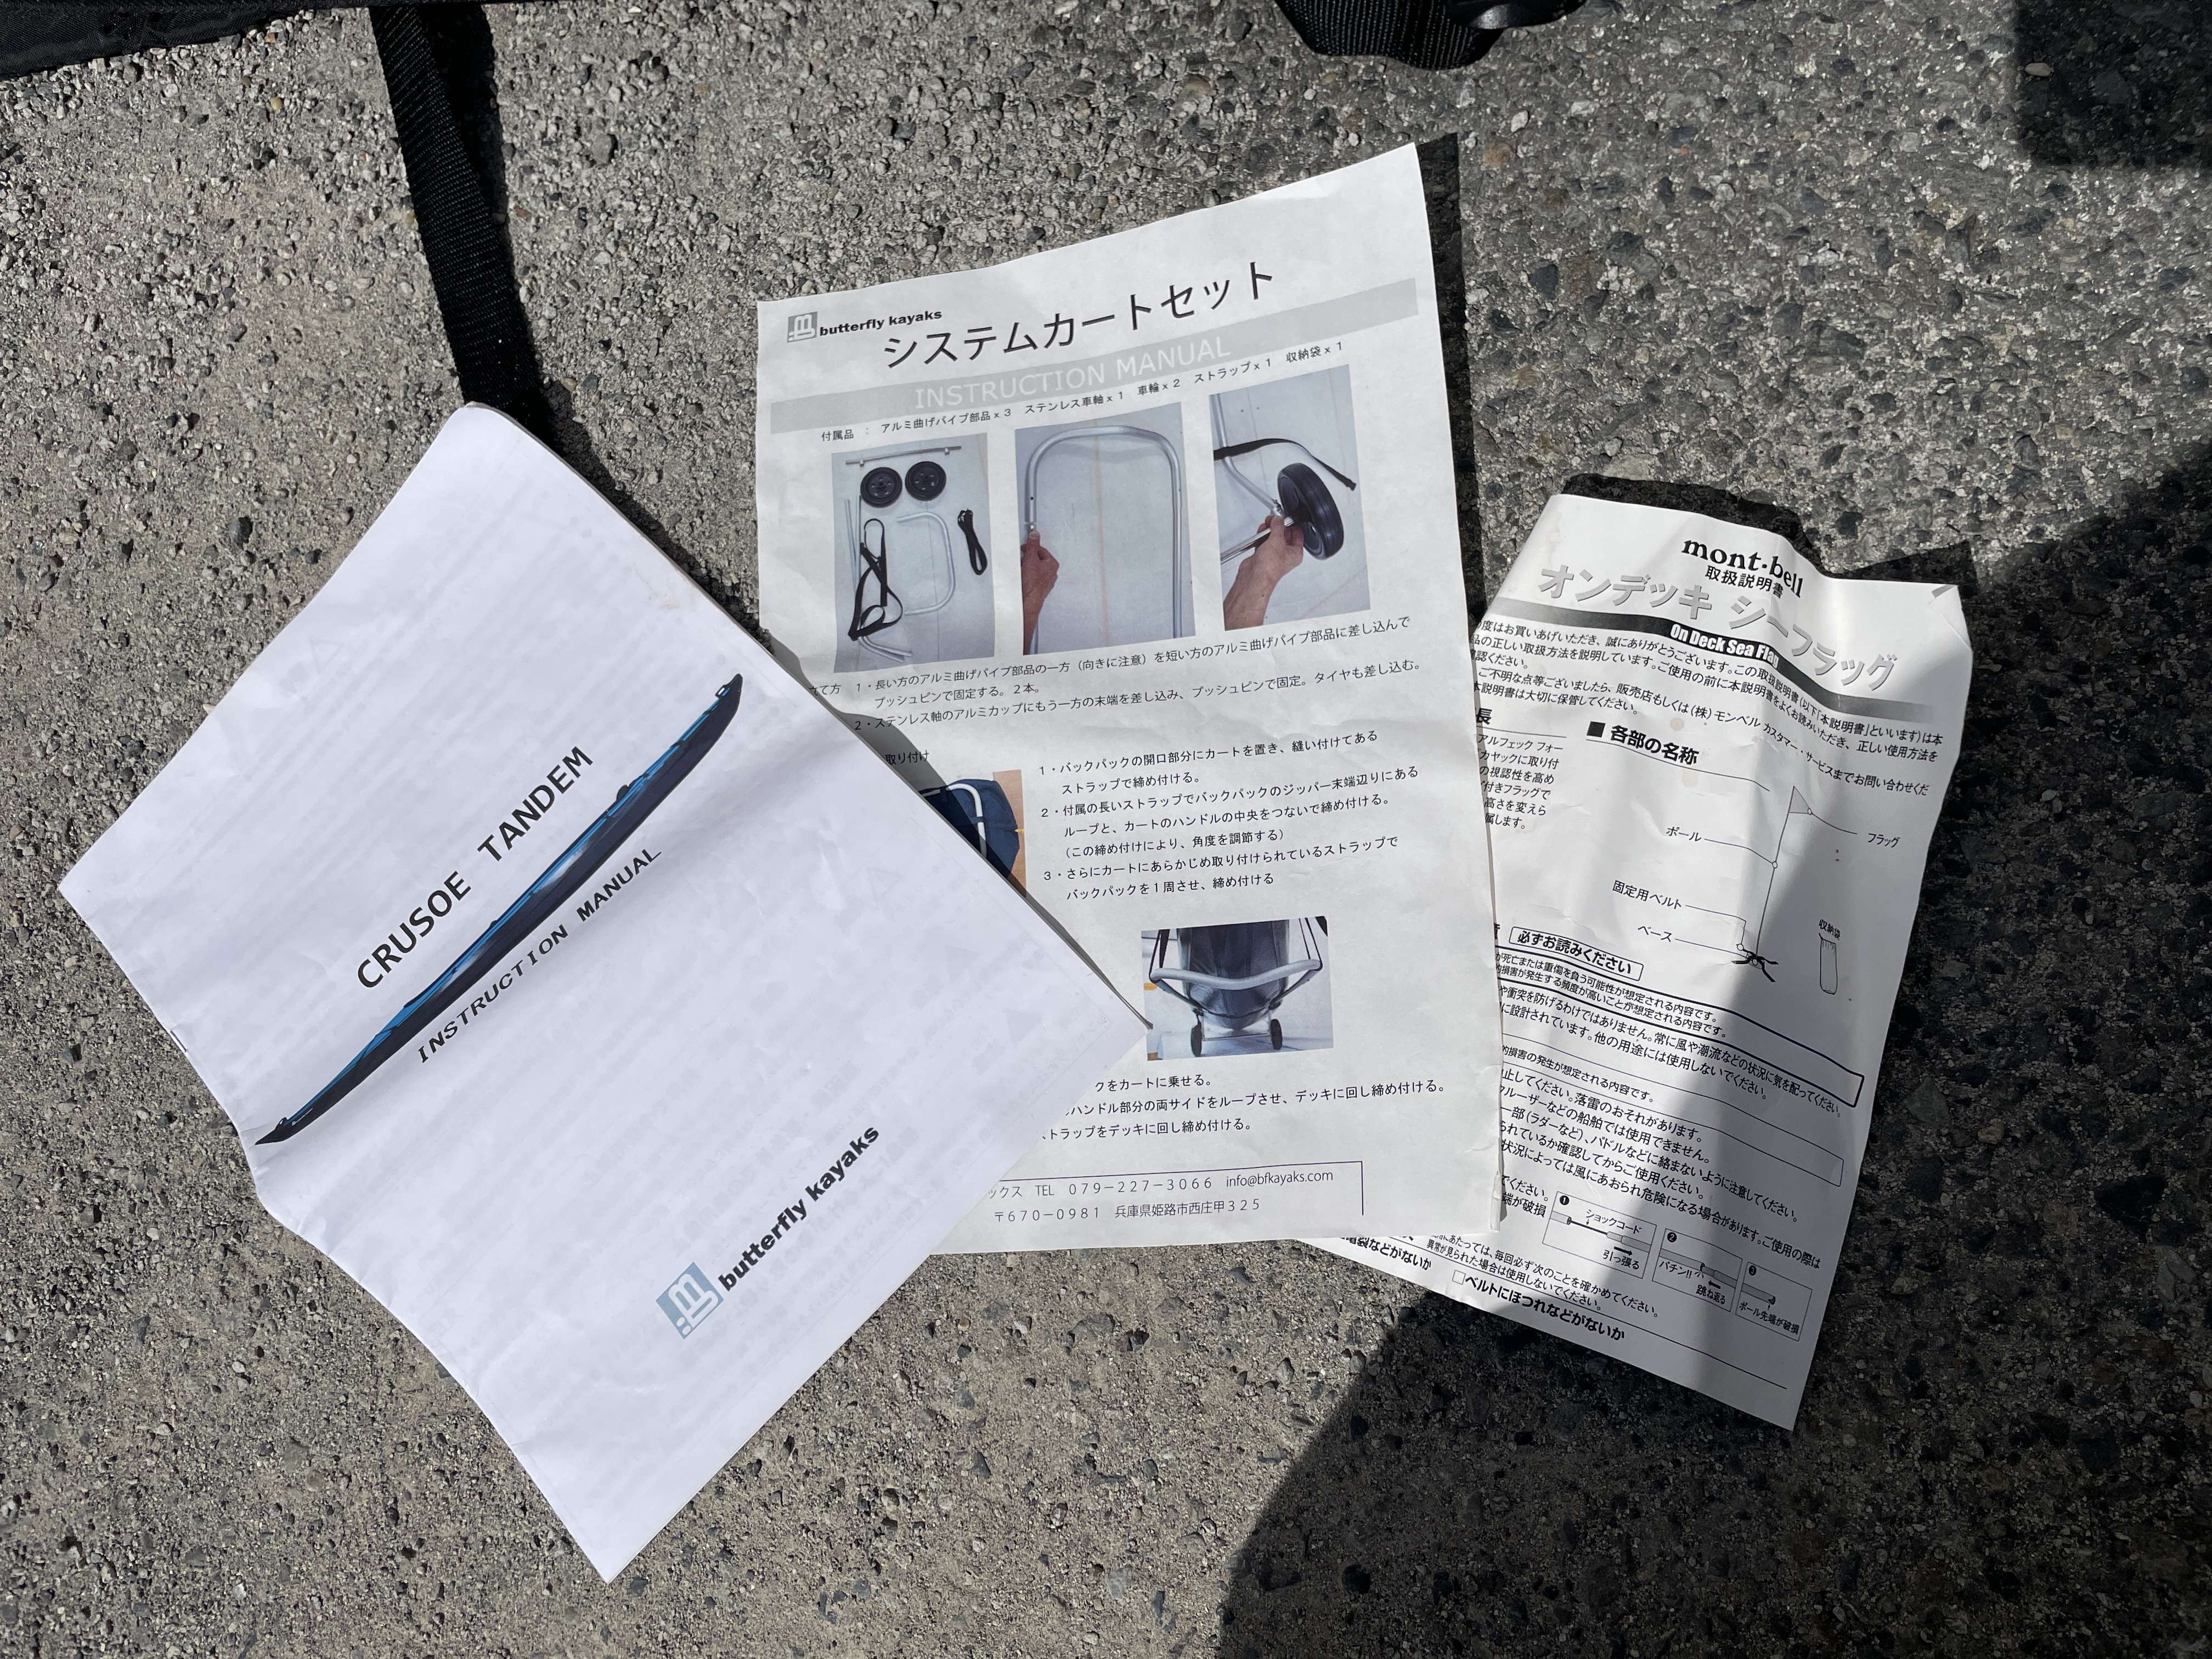 CRUSOE TANDEM
INSTRUCTION MANUAL
butterfly kayaks
butterfly kayaks
システムカートセット
INSTRUCTION MANUAL
付属品 : アルミ曲げパイプ部品x3 ステンレス車軸x1 車輪x2 ストラップx1 収納袋x1
立て方 1・長い方のアルミ曲げパイプ部品の一方(向きに注意)を短い方のアルミ曲げパイプ部品に差し込んで
プッシュピンで固定する。2本。
2・ステンレス軸のアルミカップにもう一方の末端を差し込み、プッシュピンで固定。タイヤも差し込む。
取り付け
1・バックパックの開口部分にカートを置き、縫い付けてある
ストラップで締め付ける。
2・付属の長いストラップでバックパックのジッパー末端辺りにある
ループと、カートのハンドルの中央をつないで締め付ける。
(この締め付けにより、角度を調節する)
3・さらにカートにあらかじめ取り付けられているストラップで
バックパックを1周させ、締め付ける
クをカートに乗せる。
ハンドル部分の両サイドをループさせ、デッキに回し締め付ける。
トラップをデッキに回し締め付ける。
ックス TEL 079-227-3066 info@bfkayaks.com
〒670-0981 兵庫県姫路市西庄甲325
mont·bell
取扱説明書
オンデッキ シーフラッグ
On Deck Sea Flag
度はお買いあげいただき、誠にありがとうございます。この取扱説明書(以下「本説明書」といいます)は本
品の正しい取扱方法を説明しています。ご使用の前に本説明書をよくお読みいただき、正しい使用方法を
確認ください。
ご不明な点等ございましたら、販売店もしくは(株)モンベル カスタマー・サービスまでお問い合わせくだ
本説明書は大切に保管してください。
長
アルフェック フォー
カヤックに取り付
の視認性を高め
付きフラッグで
高さを変えら
属します。
■ 各部の名称
ポール
フラッグ
固定用ベルト
ベース
収納袋
必ずお読みください
が死亡または重傷を負う可能性が想定される内容です。
的損害が発生する頻度が高いことが想定される内容です。
や衝突を防げるわけではありません。常に風や潮流などの状況に気を配ってください。
に設計されています。他の用途には使用しないでください。
的損害の発生が想定される内容です。
止してください。落雷のおそれがあります。
クルーザーなどの船舶では使用できません。
一部(ラダーなど)、パドルなどに絡まないように注意してください。
られているか確認してからご使用ください。
状況によっては風にあおられ危険になる場合があります。ご使用の際は
てください。
端が破損
❶ ショックコード
引っ張る
❷ パチン!!
跳ね返る
❸
ポール先端が破損
にあたっては、毎回必ず次のことを確かめてください。
異常が見られた場合は使用しないでください。
亀裂などがないか
□ベルトにほつれなどがないか